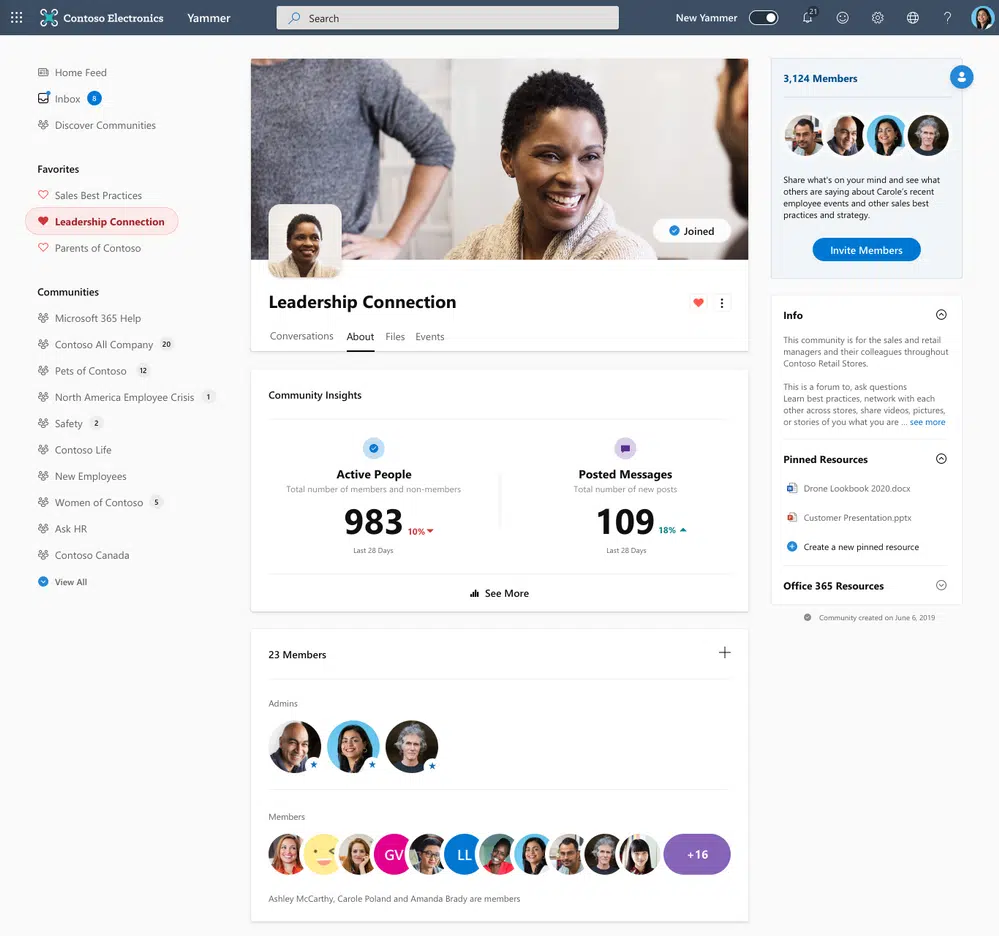 Contoso Electronics
Yammer
Search
New Yammer
21
?
Home Feed
Inbox 8
Discover Communities
Favorites
Sales Best Practices
Leadership Connection
Parents of Contoso
Communities
Microsoft 365 Help
Contoso All Company 20
Pets of Contoso 12
North America Employee Crisis 1
Safety 2
Contoso Life
New Employees
Women of Contoso 5
Ask HR
Contoso Canada
View All
Joined
Leadership Connection
Conversations About Files Events
Community Insights
Active People
Total number of members and non-members
983 10%
Last 28 Days
Posted Messages
Total number of new posts
109 18%
Last 28 Days
See More
23 Members
Admins
Members
GV
LL
+16
Ashley McCarthy, Carole Poland and Amanda Brady are members
3,124 Members
Share what's on your mind and see what
others are saying about Carole's recent
employee events and other sales best
practices and strategy.
Invite Members
Info
This community is for the sales and retail
managers and their colleagues throughout
Contoso Retail Stores.
This is a forum to, ask questions
Learn best practices, network with each
other across stores, share videos, pictures,
or stories of you what you are ... see more
Pinned Resources
Drone Lookbook 2020.docx
Customer Presentation.pptx
Create a new pinned resource
Office 365 Resources
Community created on June 6, 2019